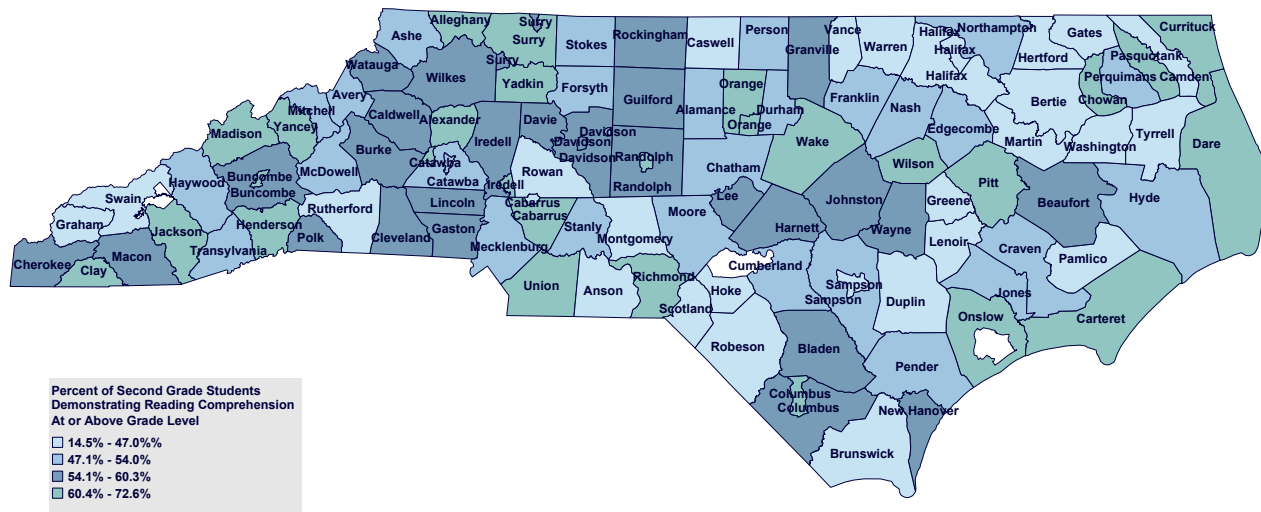 Alleghany
Surry
Ashe
Surry
Stokes
Rockingham
Caswell
Person
Granville
Vance
Warren
Halifax
Northampton
Halifax
Halifax
Hertford
Gates
Currituck
Pasquotank
Perquimans
Camden
Chowan
Watauga
Wilkes
Surry
Yadkin
Forsyth
Guilford
Alamance
Orange
Orange
Durham
Franklin
Nash
Edgecombe
Bertie
Martin
Washington
Tyrrell
Dare
Avery
Mitchell
Yancey
Madison
Caldwell
Alexander
Iredell
Davie
Davidson
Davidson
Davidson
Randolph
Randolph
Wake
Wilson
Pitt
Beaufort
Hyde
Burke
McDowell
Buncombe
Buncombe
Haywood
Swain
Graham
Catawba
Catawba
Iredell
Rowan
Chatham
Lee
Johnston
Wayne
Greene
Lenoir
Craven
Pamlico
Rutherford
Lincoln
Cleveland
Gaston
Cabarrus
Cabarrus
Stanly
Montgomery
Moore
Harnett
Jackson
Henderson
Polk
Transylvania
Macon
Cherokee
Clay
Mecklenburg
Union
Anson
Richmond
Scotland
Hoke
Cumberland
Sampson
Sampson
Duplin
Jones
Onslow
Carteret
Robeson
Bladen
Pender
Columbus
Columbus
New Hanover
Brunswick
Percent of Second Grade Students
Demonstrating Reading Comprehension
At or Above Grade Level
14.5% - 47.0%%
47.1% - 54.0%
54.1% - 60.3%
60.4% - 72.6%